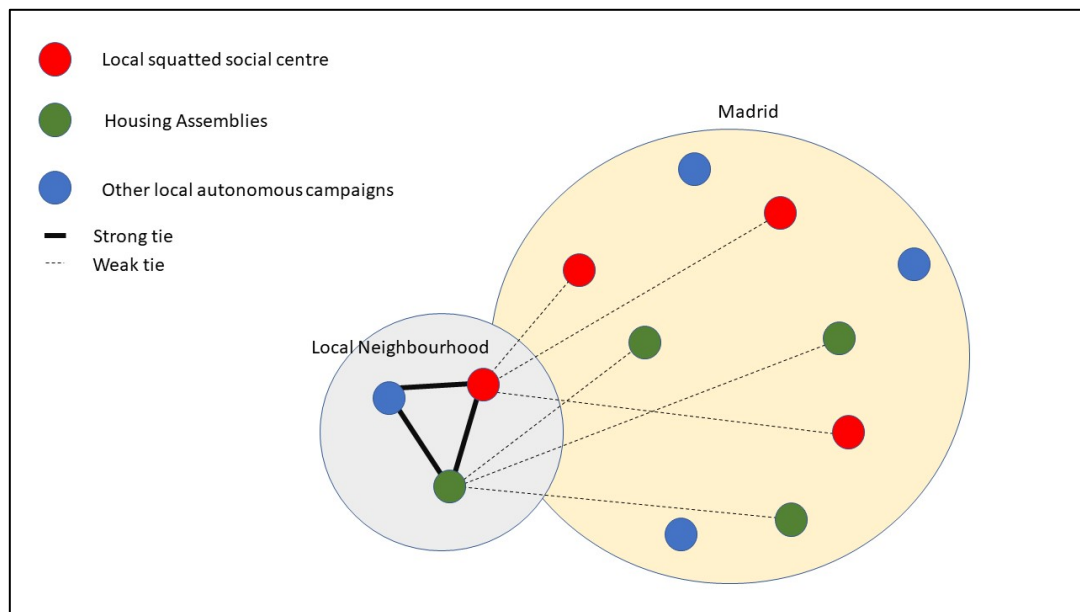 Local squatted social centre
Housing Assemblies
Other local autonomous campaigns
Strong tie
Weak tie
Madrid
Local Neighbourhood